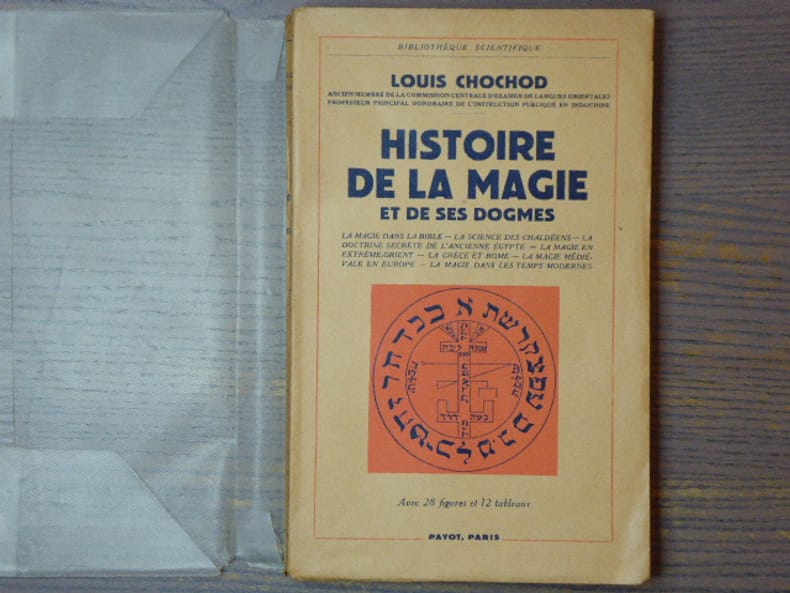 BIBLIOTHÈQUE SCIENTIFIQUE
LOUIS CHOCHOD
ANCIEN MEMBRE DE LA COMMISSION CENTRALE D'EXAMEN DE LANGUES ORIENTALES
PROFESSEUR PRINCIPAL HONORAIRE DE L'INSTRUCTION PUBLIQUE EN INDOCHINE
HISTOIRE
DE LA MAGIE
ET DE SES DOGMES
LA MAGIE DANS LA BIBLE — LA SCIENCE DES CHALDÉENS — LA
DOCTRINE SECRÈTE DE L'ANCIENNE ÉGYPTE — LA MAGIE EN
EXTRÊME-ORIENT — LA GRÈCE ET ROME — LA MAGIE MÉDIÉ-
VALE EN EUROPE — LA MAGIE DANS LES TEMPS MODERNES
Avec 28 figures et 12 tableaux
PAYOT, PARIS